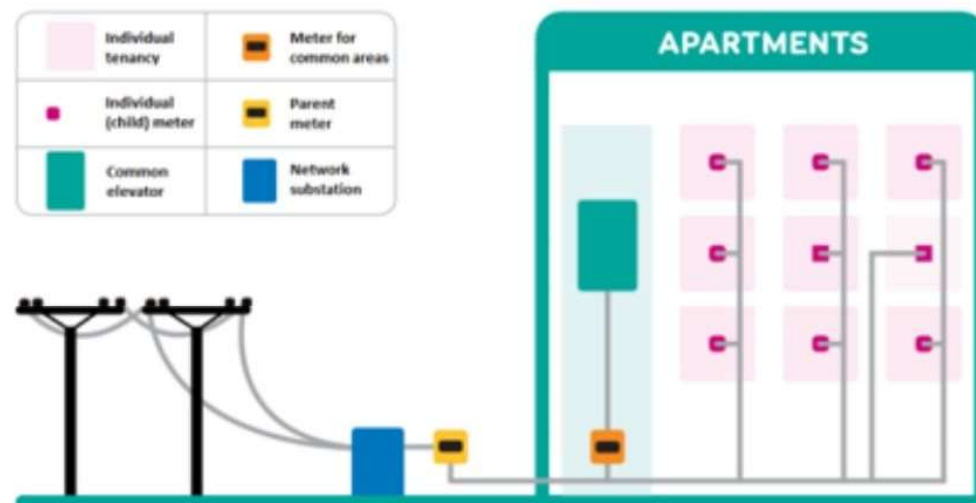 Individual
tenancy
Meter for
common areas
Individual
(child) meter
Parent
meter
Common
elevator
Network
substation
APARTMENTS